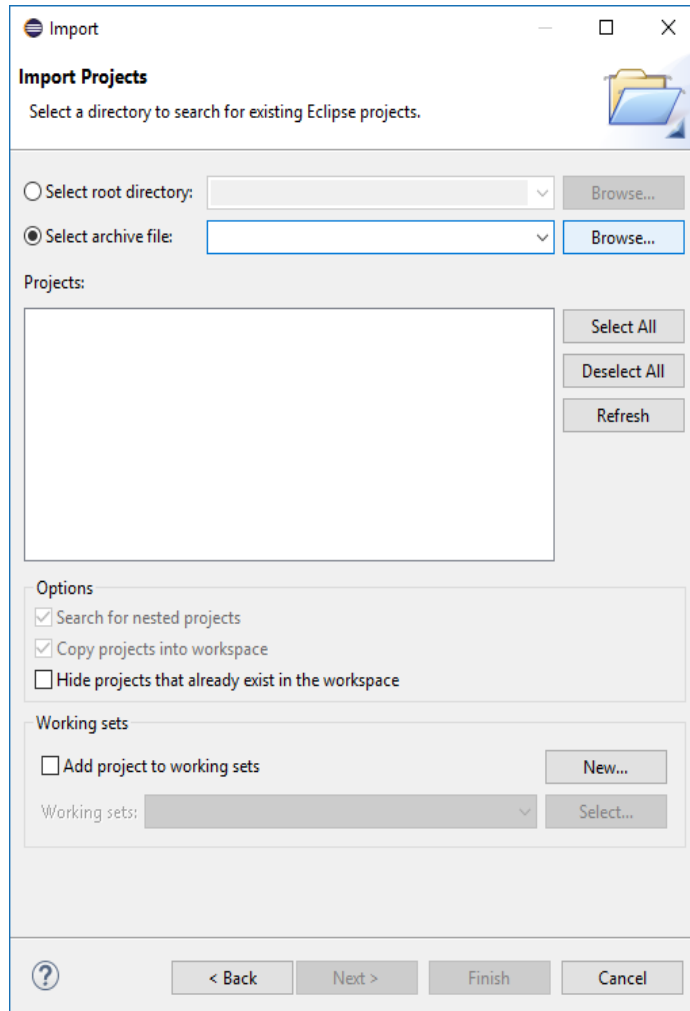 Import
Import Projects
Select a directory to search for existing Eclipse projects.
Select root directory:
Browse...
Select archive file:
Browse...
Projects:
Select All
Deselect All
Refresh
Options
Search for nested projects
Copy projects into workspace
Hide projects that already exist in the workspace
Working sets
Add project to working sets
New...
Working sets:
Select...
?
< Back
Next >
Finish
Cancel